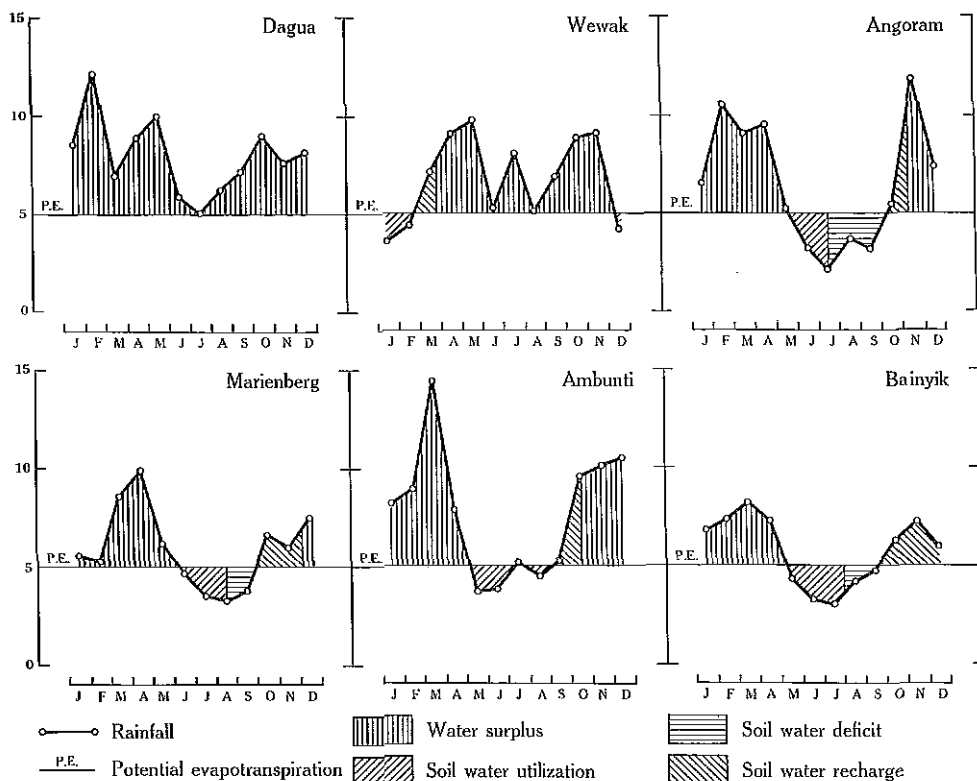 15
Dagua
Wewak
Angoram
10
P.E.
P.E.
5
0
J F M A M J J A S O N D
J F M A M J J A S O N D
J F M A M J J A S O N D
15
Marienberg
Ambunti
Bainyik
10
P.E.
P.E.
P.E.
5
0
J F M A M J J A S O N D
J F M A M J J A S O N D
J F M A M J J A S O N D
Rainfall
Water surplus
Soil water deficit
P.E.
Potential evapotranspiration
Soil water utilization
Soil water recharge